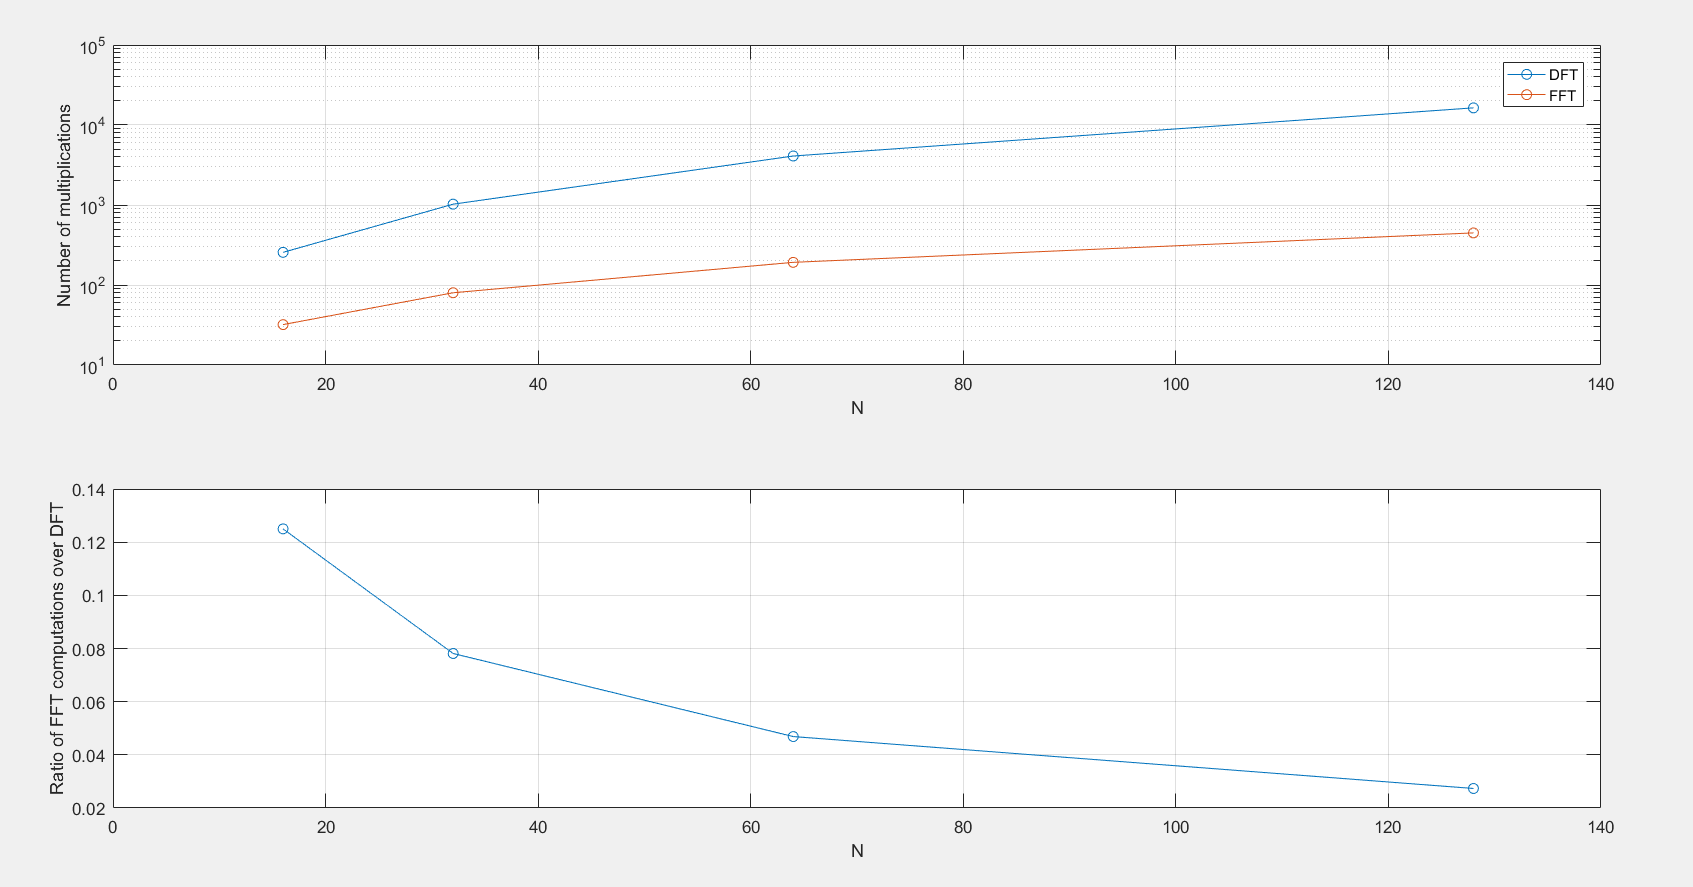 Number of multiplications
10^5
10^4
10^3
10^2
10^1
0 20 40 60 80 100 120 140
N
DFT
FFT
Ratio of FFT computations over DFT
0.14
0.12
0.1
0.08
0.06
0.04
0.02
0 20 40 60 80 100 120 140
N